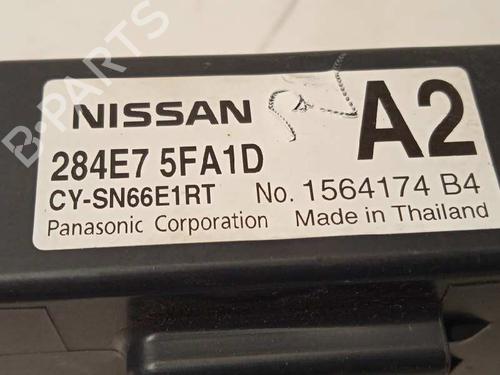 B-PARTS
NISSAN
A2
284E7 5FA1D
CY-SN66E1RT No. 1564174 B4
Panasonic Corporation Made in Thailand